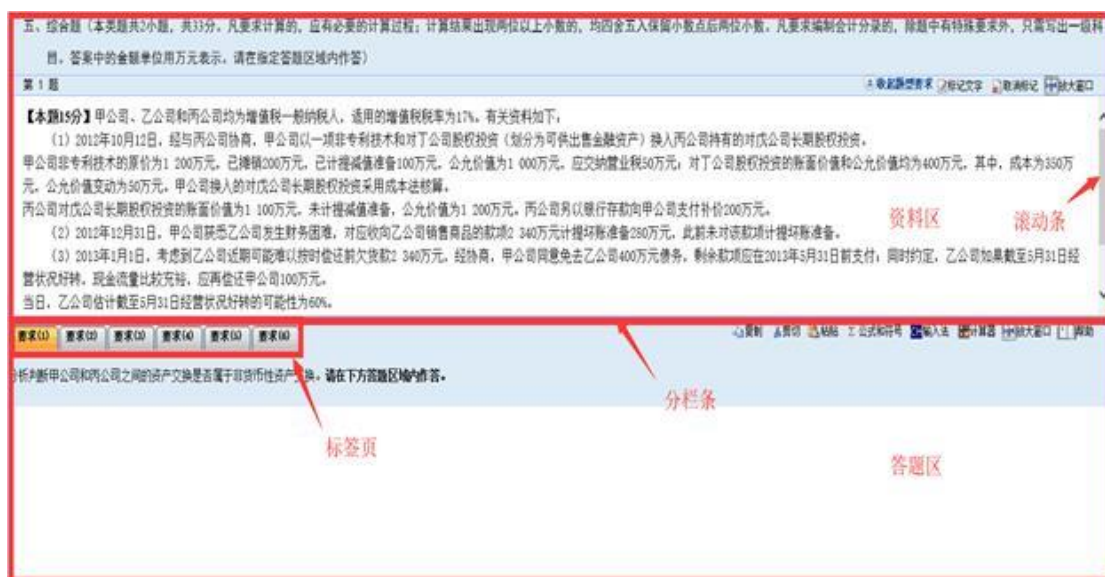 五、综合题（本类题共2小题，共33分。凡要求计算的，应有必要的计算过程；计算结果出现两位以上小数的，均四舍五入保留小数点后两位小数。凡要求编制会计分录的，除题中有特殊要求外，只需写出一级科
目。答案中的金额单位用万元表示。请在指定答题区域内作答）
第 1 题 收起题型要求 标记文字 取消标记 放大窗口
【本题15分】甲公司、乙公司和丙公司均为增值税一般纳税人，适用的增值税税率为17%。有关资料如下：
（1）2012年10月12日，经与丙公司协商，甲公司以一项非专利技术和对丁公司股权投资（划分为可供出售金融资产）换入丙公司持有的对戊公司长期股权投资。
甲公司非专利技术的原价为1 200万元，已摊销200万元，已计提减值准备100万元，公允价值为1 000万元，应交纳营业税50万元；对丁公司股权投资的账面价值和公允价值均为400万元，其中，成本为350万
元，公允价值变动为50万元。甲公司换入的对戊公司长期股权投资采用成本法核算。
丙公司对戊公司长期股权投资的账面价值为1 100万元，未计提减值准备，公允价值为1 200万元。丙公司另以银行存款向甲公司支付补价200万元。
资料区 滚动条
（2）2012年12月31日，甲公司获悉乙公司发生财务困难，对应收向乙公司销售商品的款项2 340万元计提坏账准备280万元，此前未对该款项计提坏账准备。
（3）2013年1月1日，考虑到乙公司近期可能难以按时偿还前欠货款2 340万元，经协商，甲公司同意免去乙公司400万元债务，剩余款项应在2013年5月31日前支付；同时约定，乙公司如果截至5月31日经
营状况好转，现金流量比较充裕，应再偿还甲公司100万元。
当日，乙公司估计截至5月31日经营状况好转的可能性为60%。
要求(1) 要求(2) 要求(3) 要求(4) 要求(5) 要求(6) 复制 剪切 粘贴 Σ 公式和符号 输入法 计算器 放大窗口 帮助
分析判断甲公司和丙公司之间的资产交换是否属于非货币性资产交换。请在下方答题区域内作答。
分栏条
标签页
答题区